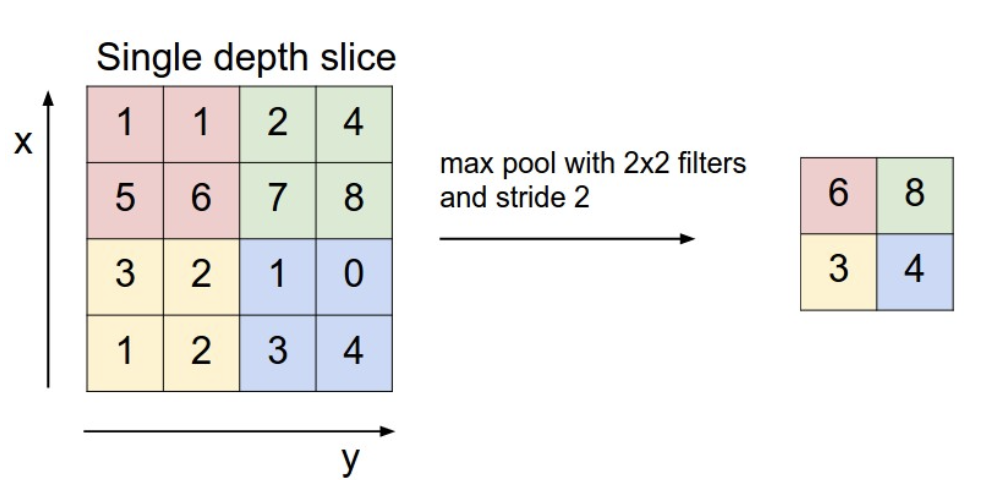 Single depth slice
x
1 1 2 4
5 6 7 8
3 2 1 0
1 2 3 4
y
max pool with 2x2 filters
and stride 2
6 8
3 4